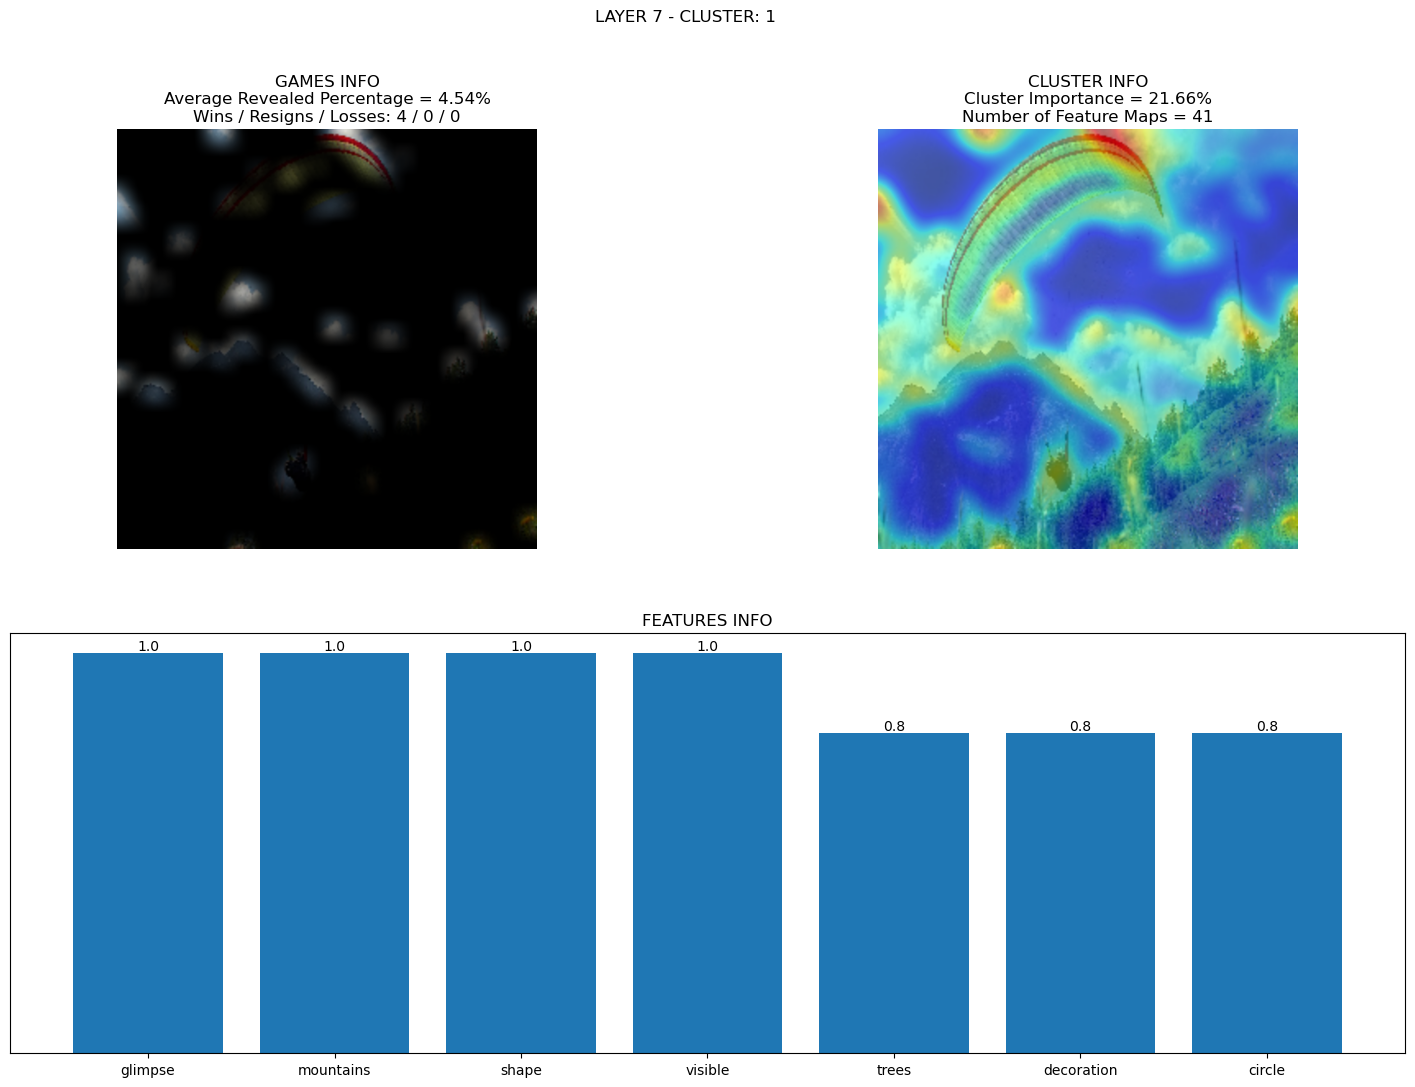 LAYER 7 - CLUSTER: 1
GAMES INFO
Average Revealed Percentage = 4.54%
Wins / Resigns / Losses: 4 / 0 / 0
CLUSTER INFO
Cluster Importance = 21.66%
Number of Feature Maps = 41
FEATURES INFO
1.0 1.0 1.0 1.0 0.8 0.8 0.8
glimpse mountains shape visible trees decoration circle